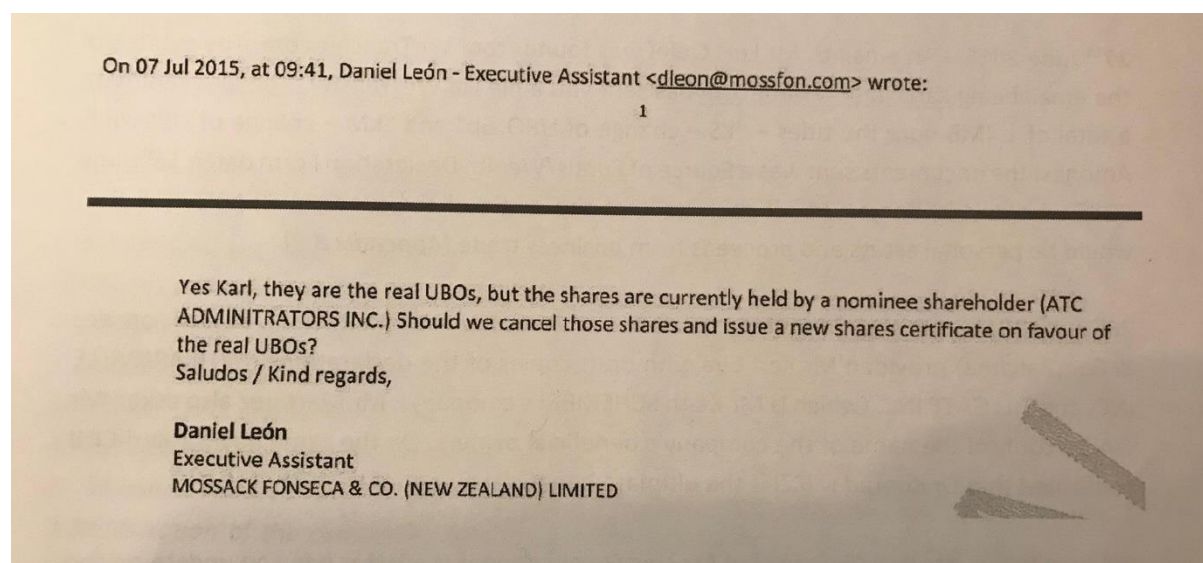 On 07 Jul 2015, at 09:41, Daniel León - Executive Assistant <dleon@mossfon.com> wrote:
1
Yes Karl, they are the real UBOs, but the shares are currently held by a nominee shareholder (ATC
ADMINITRATORS INC.) Should we cancel those shares and issue a new shares certificate on favour of
the real UBOs?
Saludos / Kind regards,
Daniel León
Executive Assistant
MOSSACK FONSECA & CO. (NEW ZEALAND) LIMITED